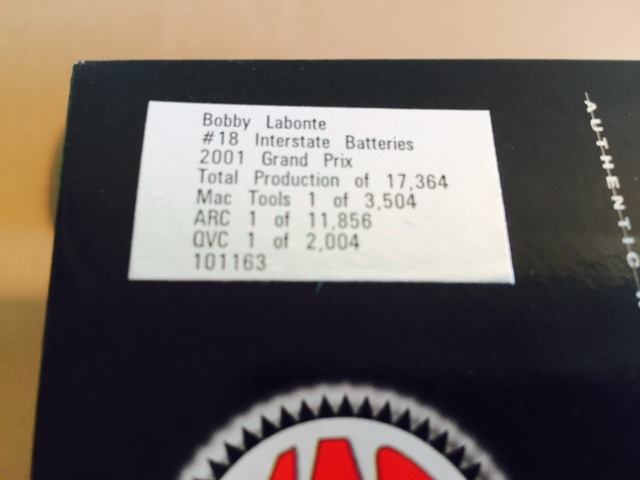 Bobby Labonte
#18 Interstate Batteries
2001 Grand Prix
Total Production of 17,364
Mac Tools 1 of 3,504
ARC 1 of 11,856
QVC 1 of 2,004
101163
AUTHENTIC